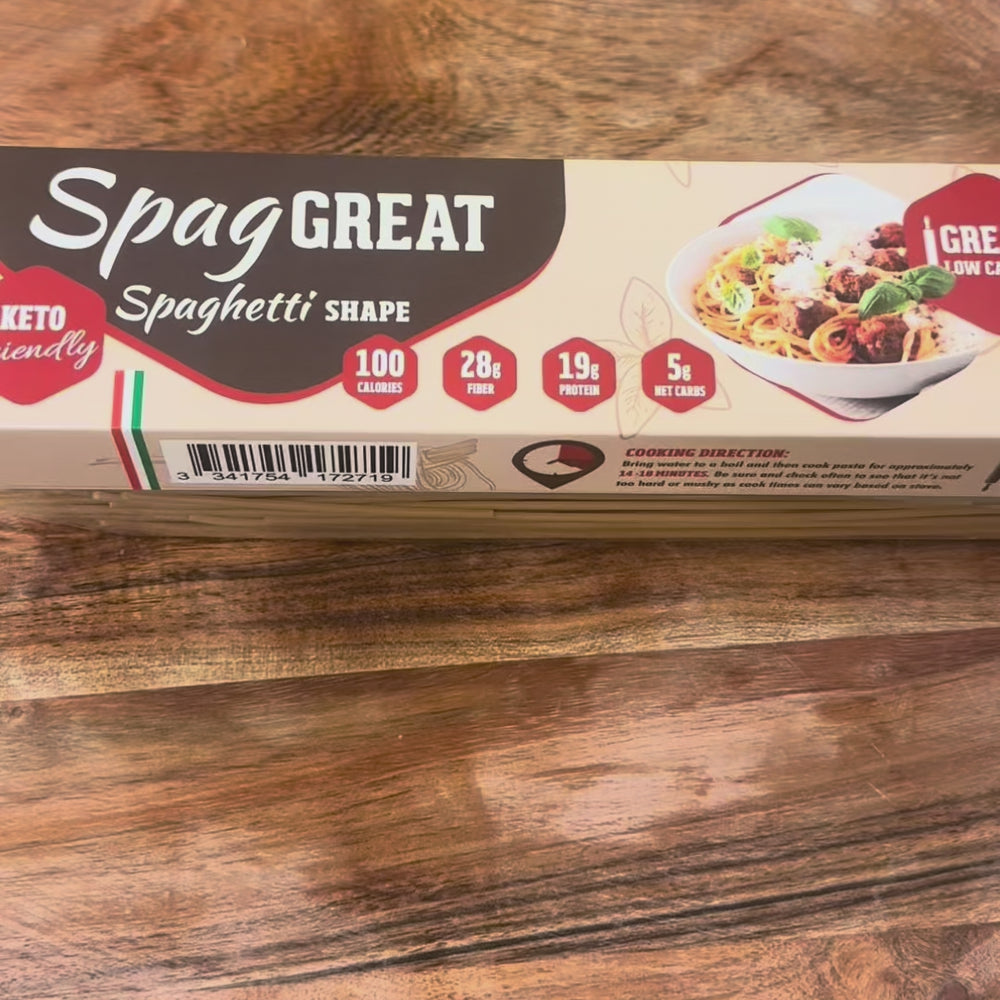 SpagGREAT
Spaghetti SHAPE
KETO
iendly
100
CALORIES
28g
FIBER
19g
PROTEIN
5g
NET CARBS
GRE
LOW CA
3 341754 172719
COOKING DIRECTION:
Bring water to a boil and then cook pasta for approximately
14 -18 MINUTES. Be sure and check often to see that it's not
too hard or mushy as cook times can vary based on stove.